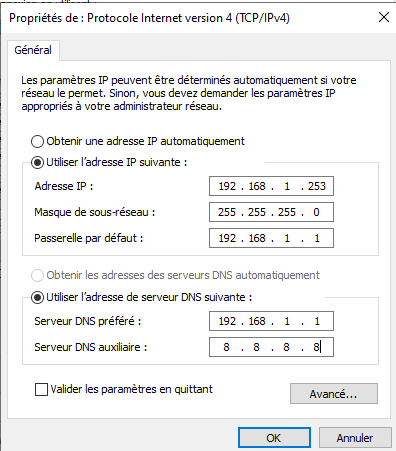 Propriétés de : Protocole Internet version 4 (TCP/IPv4)
Général
Les paramètres IP peuvent être déterminés automatiquement si votre
réseau le permet. Sinon, vous devez demander les paramètres IP
appropriés à votre administrateur réseau.
Obtenir une adresse IP automatiquement
Utiliser l'adresse IP suivante :
Adresse IP : 192 . 168 . 1 . 253
Masque de sous-réseau : 255 . 255 . 255 . 0
Passerelle par défaut : 192 . 168 . 1 . 1
Obtenir les adresses des serveurs DNS automatiquement
Utiliser l'adresse de serveur DNS suivante :
Serveur DNS préféré : 192 . 168 . 1 . 1
Serveur DNS auxiliaire : 8 . 8 . 8 . 8
Valider les paramètres en quittant
Avancé...
OK Annuler